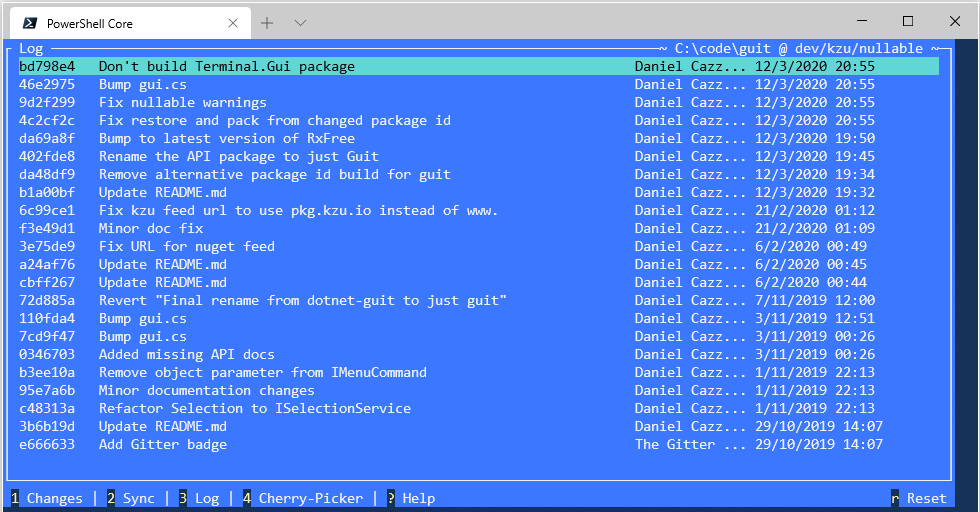 PowerShell Core
Log ~ C:\code\guit @ dev/kzu/nullable ~
bd798e4 Don't build Terminal.Gui package Daniel Cazz... 12/3/2020 20:55
46e2975 Bump gui.cs Daniel Cazz... 12/3/2020 20:55
9d2f299 Fix nullable warnings Daniel Cazz... 12/3/2020 20:55
4c2cf2c Fix restore and pack from changed package id Daniel Cazz... 12/3/2020 20:55
da69a8f Bump to latest version of RxFree Daniel Cazz... 12/3/2020 19:50
402fde8 Rename the API package to just Guit Daniel Cazz... 12/3/2020 19:45
da48df9 Remove alternative package id build for guit Daniel Cazz... 12/3/2020 19:34
b1a00bf Update README.md Daniel Cazz... 12/3/2020 19:32
6c99ce1 Fix kzu feed url to use pkg.kzu.io instead of www. Daniel Cazz... 21/2/2020 01:12
f3e49d1 Minor doc fix Daniel Cazz... 21/2/2020 01:09
3e75de9 Fix URL for nuget feed Daniel Cazz... 6/2/2020 00:49
a24af76 Update README.md Daniel Cazz... 6/2/2020 00:45
cbff267 Update README.md Daniel Cazz... 6/2/2020 00:44
72d885a Revert "Final rename from dotnet-guit to just guit" Daniel Cazz... 7/11/2019 12:00
110fda4 Bump gui.cs Daniel Cazz... 3/11/2019 12:51
7cd9f47 Bump gui.cs Daniel Cazz... 3/11/2019 00:26
0346703 Added missing API docs Daniel Cazz... 3/11/2019 00:26
b3ee10a Remove object parameter from IMenuCommand Daniel Cazz... 1/11/2019 22:13
95e7a6b Minor documentation changes Daniel Cazz... 1/11/2019 22:13
c48313a Refactor Selection to ISelectionService Daniel Cazz... 1/11/2019 22:13
3b6b19d Update README.md Daniel Cazz... 29/10/2019 14:07
e666633 Add Gitter badge The Gitter ... 29/10/2019 14:07
1 Changes | 2 Sync | 3 Log | 4 Cherry-Picker | ? Help r Reset